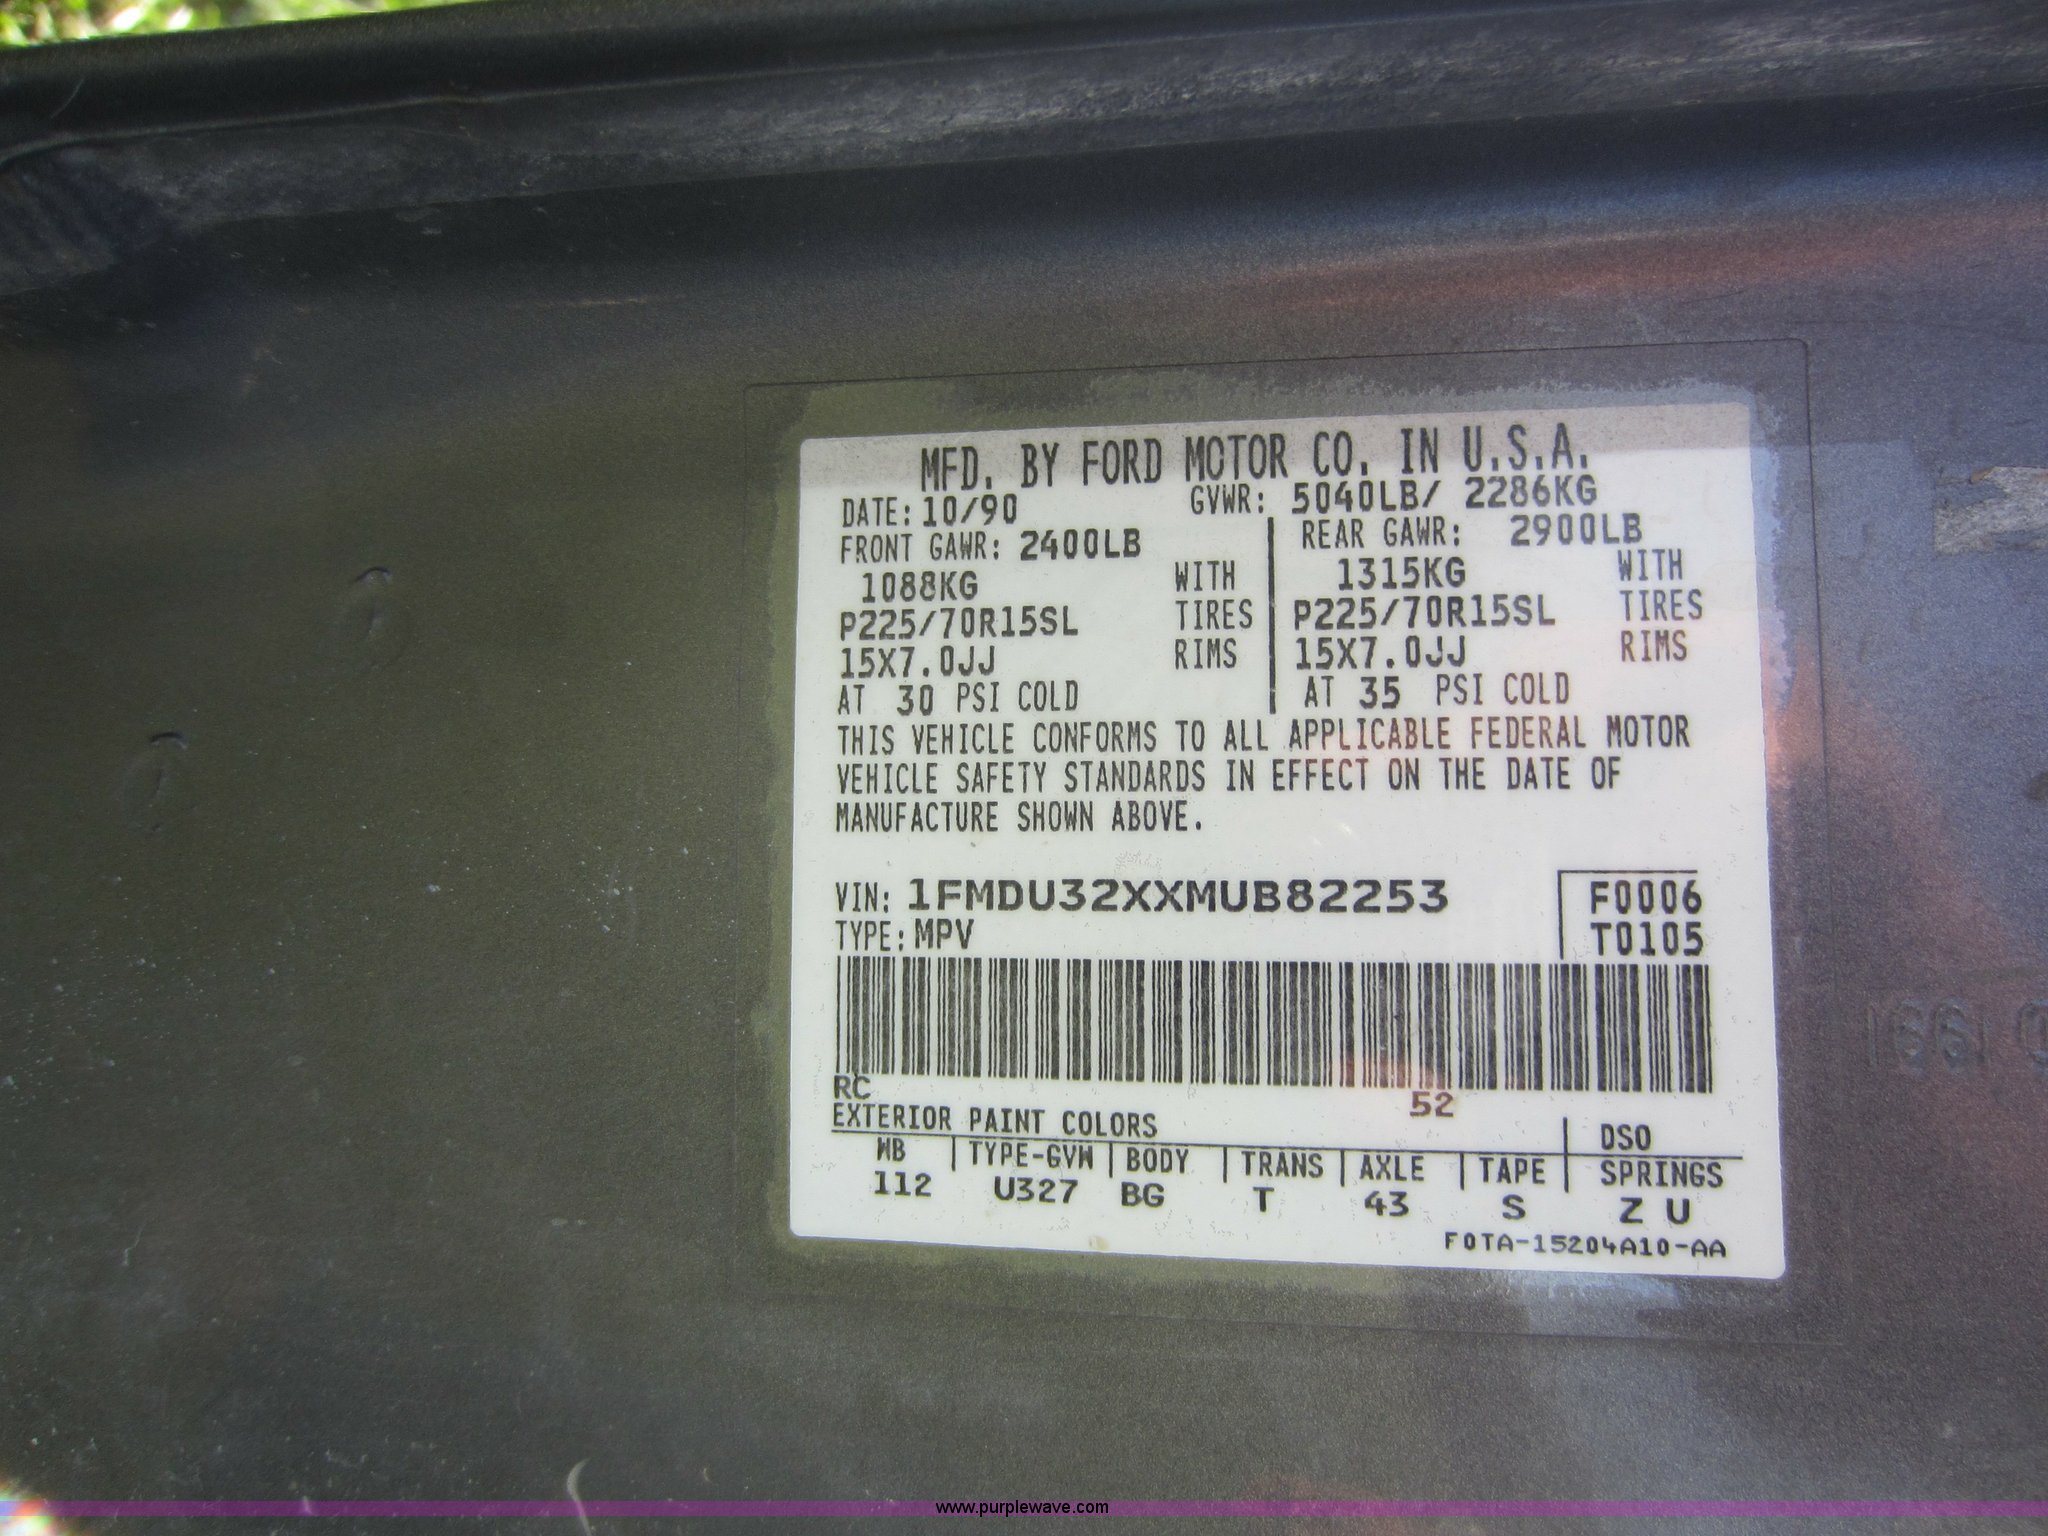 MFD. BY FORD MOTOR CO. IN U.S.A.
DATE: 10/90 GVWR: 5040LB/ 2286KG
FRONT GAWR: 2400LB REAR GAWR: 2900LB
1088KG WITH 1315KG WITH
P225/70R15SL TIRES P225/70R15SL TIRES
15X7.0JJ RIMS 15X7.0JJ RIMS
AT 30 PSI COLD AT 35 PSI COLD
THIS VEHICLE CONFORMS TO ALL APPLICABLE FEDERAL MOTOR
VEHICLE SAFETY STANDARDS IN EFFECT ON THE DATE OF
MANUFACTURE SHOWN ABOVE.
VIN: 1FMDU32XXMUB82253 F0006
TYPE: MPV T0105
RC 52
EXTERIOR PAINT COLORS DSO
WB TYPE-GVW BODY TRANS AXLE TAPE SPRINGS
112 U327 BG T 43 S Z U
F0TA-15204A10-AA
www.purplewave.com